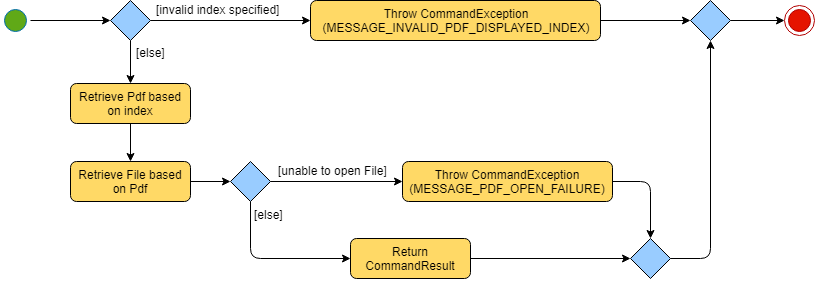 [invalid index specified]
Throw CommandException
(MESSAGE_INVALID_PDF_DISPLAYED_INDEX)
[else]
Retrieve Pdf based
on index
Retrieve File based
on Pdf
[unable to open File]
Throw CommandException
(MESSAGE_PDF_OPEN_FAILURE)
[else]
Return
CommandResult